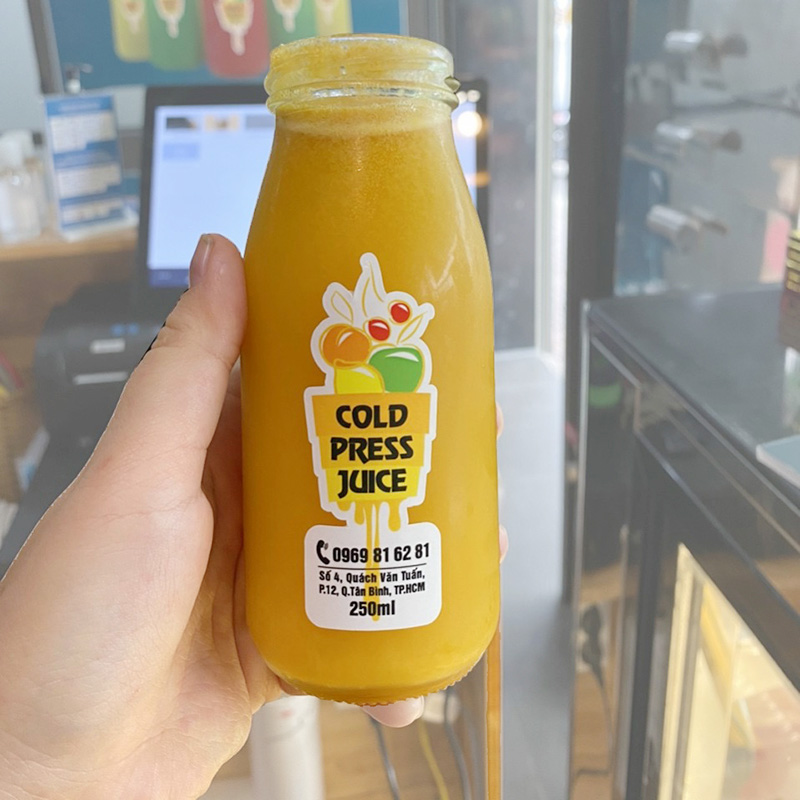 COLD
PRESS
JUICE
0969 81 62 81
Số 4, Quách Văn Tuấn,
P.12, Q.Tân Bình, TP.HCM
250ml